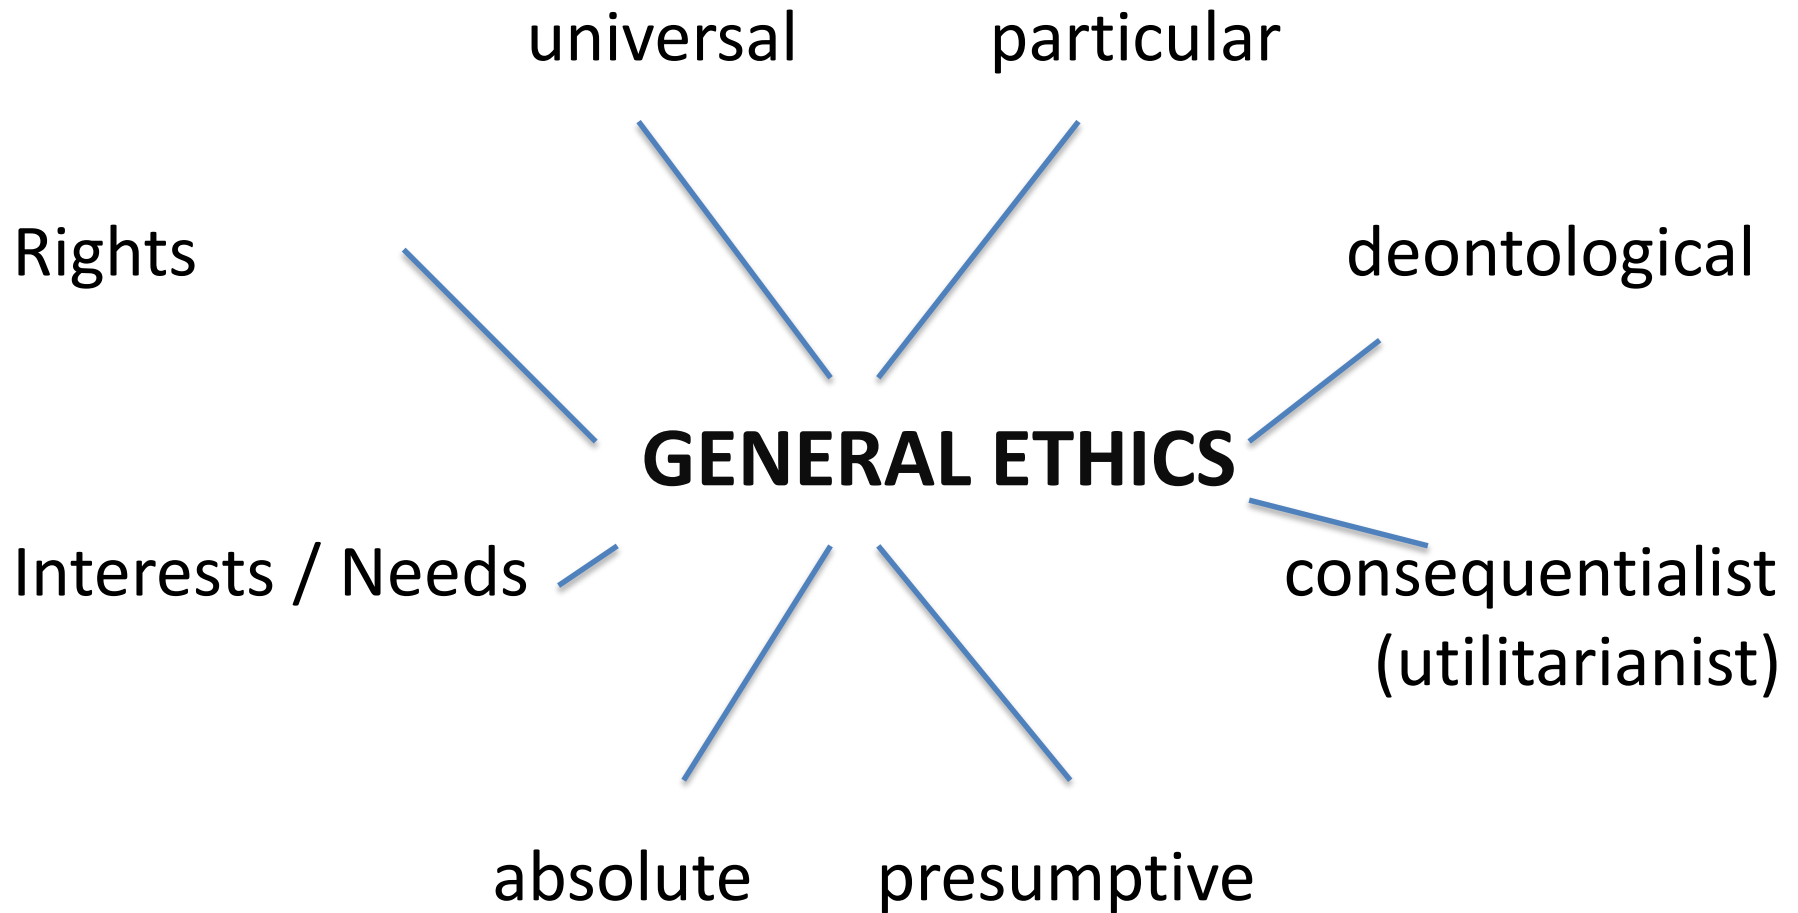 universal
particular
Rights
deontological
GENERAL ETHICS
Interests / Needs
consequentialist
(utilitarianist)
absolute
presumptive